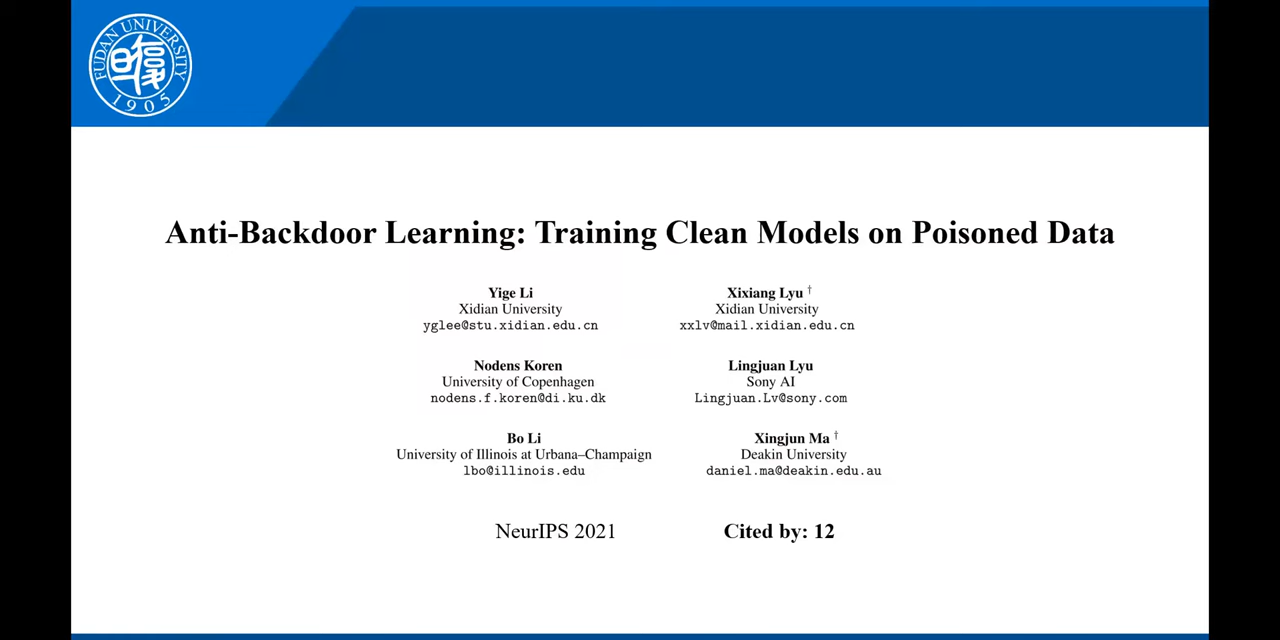 FUDAN UNIVERSITY
1905
Anti-Backdoor Learning: Training Clean Models on Poisoned Data
Yige Li
Xidian University
yglee@stu.xidian.edu.cn
Xixiang Lyu †
Xidian University
xxlv@mail.xidian.edu.cn
Nodens Koren
University of Copenhagen
nodens.f.koren@di.ku.dk
Lingjuan Lyu
Sony AI
Lingjuan.Lv@sony.com
Bo Li
University of Illinois at Urbana–Champaign
lbo@illinois.edu
Xingjun Ma †
Deakin University
daniel.ma@deakin.edu.au
NeurIPS 2021
Cited by: 12